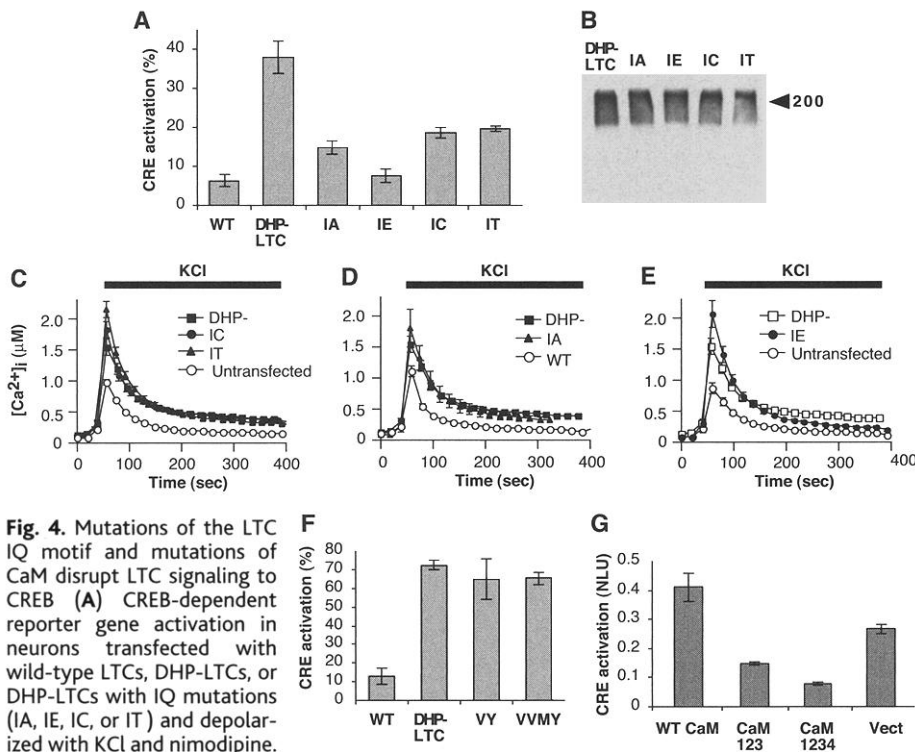 A
CRE activation (%)
40
30
20
10
0
WT
DHP-
LTC
IA
IE
IC
IT
B
DHP-
LTC IA IE IC IT
200
C
KCl
[Ca2+]i (μM)
2.0
1.5
1.0
0.5
0
DHP-
IC
IT
Untransfected
0 100 200 300 400
Time (sec)
D
KCl
2.0
1.5
1.0
0.5
0
DHP-
IA
WT
0 100 200 300 400
Time (sec)
E
KCl
2.0
1.5
1.0
0.5
0
DHP-
IE
Untransfected
0 100 200 300 400
Time (sec)
Fig. 4. Mutations of the LTC
IQ motif and mutations of
CaM disrupt LTC signaling to
CREB (A) CREB-dependent
reporter gene activation in
neurons transfected with
wild-type LTCs, DHP-LTCs, or
DHP-LTCs with IQ mutations
(IA, IE, IC, or IT) and depolar-
ized with KCl and nimodipine.
F
CRE activation (%)
80
70
60
50
40
30
20
10
0
WT
DHP-
LTC
VY
VVMY
G
CRE activation (NLU)
0.5
0.4
0.3
0.2
0.1
0
WT CaM
CaM
123
CaM
1234
Vect